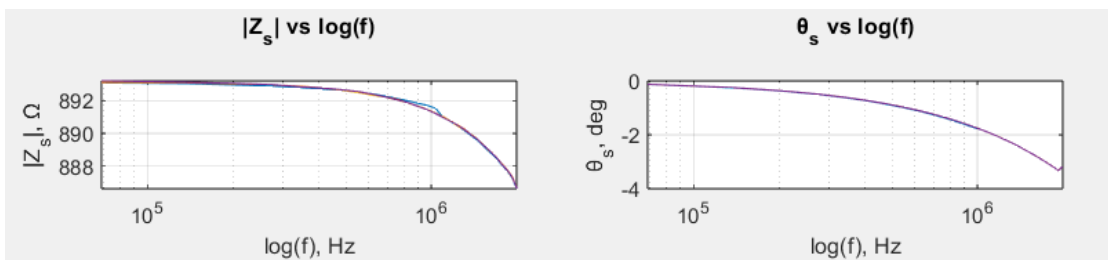 |Z_s| vs log(f)
892
890
888
|Z_s|, Ω
10^5
10^6
log(f), Hz
θ_s vs log(f)
0
-2
-4
θ_s, deg
10^5
10^6
log(f), Hz